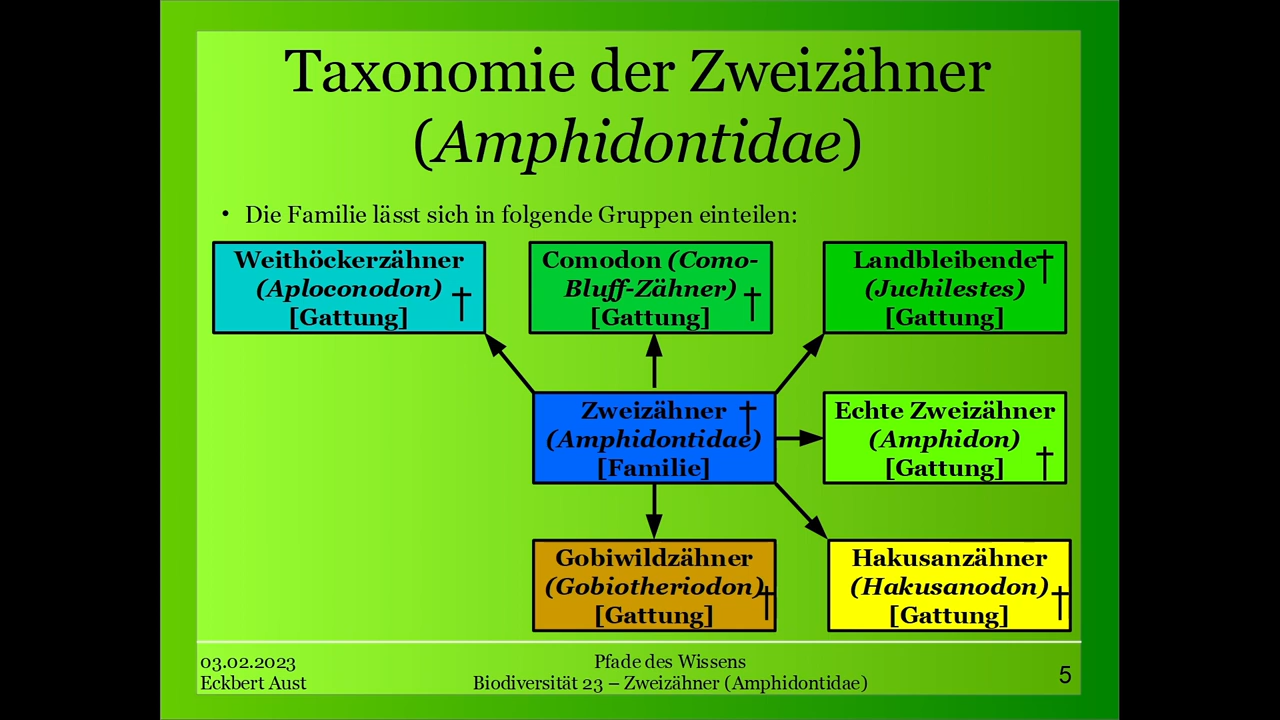 Taxonomie der Zweizähner
(Amphidontidae)
• Die Familie lässt sich in folgende Gruppen einteilen:
Weithöckerzähner
(Aploconodon) †
[Gattung]
Comodon (Como-
Bluff-Zähner) †
[Gattung]
Landbleibende †
(Juchilestes)
[Gattung]
Zweizähner †
(Amphidontidae)
[Familie]
Echte Zweizähner
(Amphidon)
[Gattung] †
Gobiwildzähner
(Gobiotheriodon) †
[Gattung]
Hakusanzähner
(Hakusanodon) †
[Gattung]
03.02.2023
Eckbert Aust
Pfade des Wissens
Biodiversität 23 – Zweizähner (Amphidontidae)
5